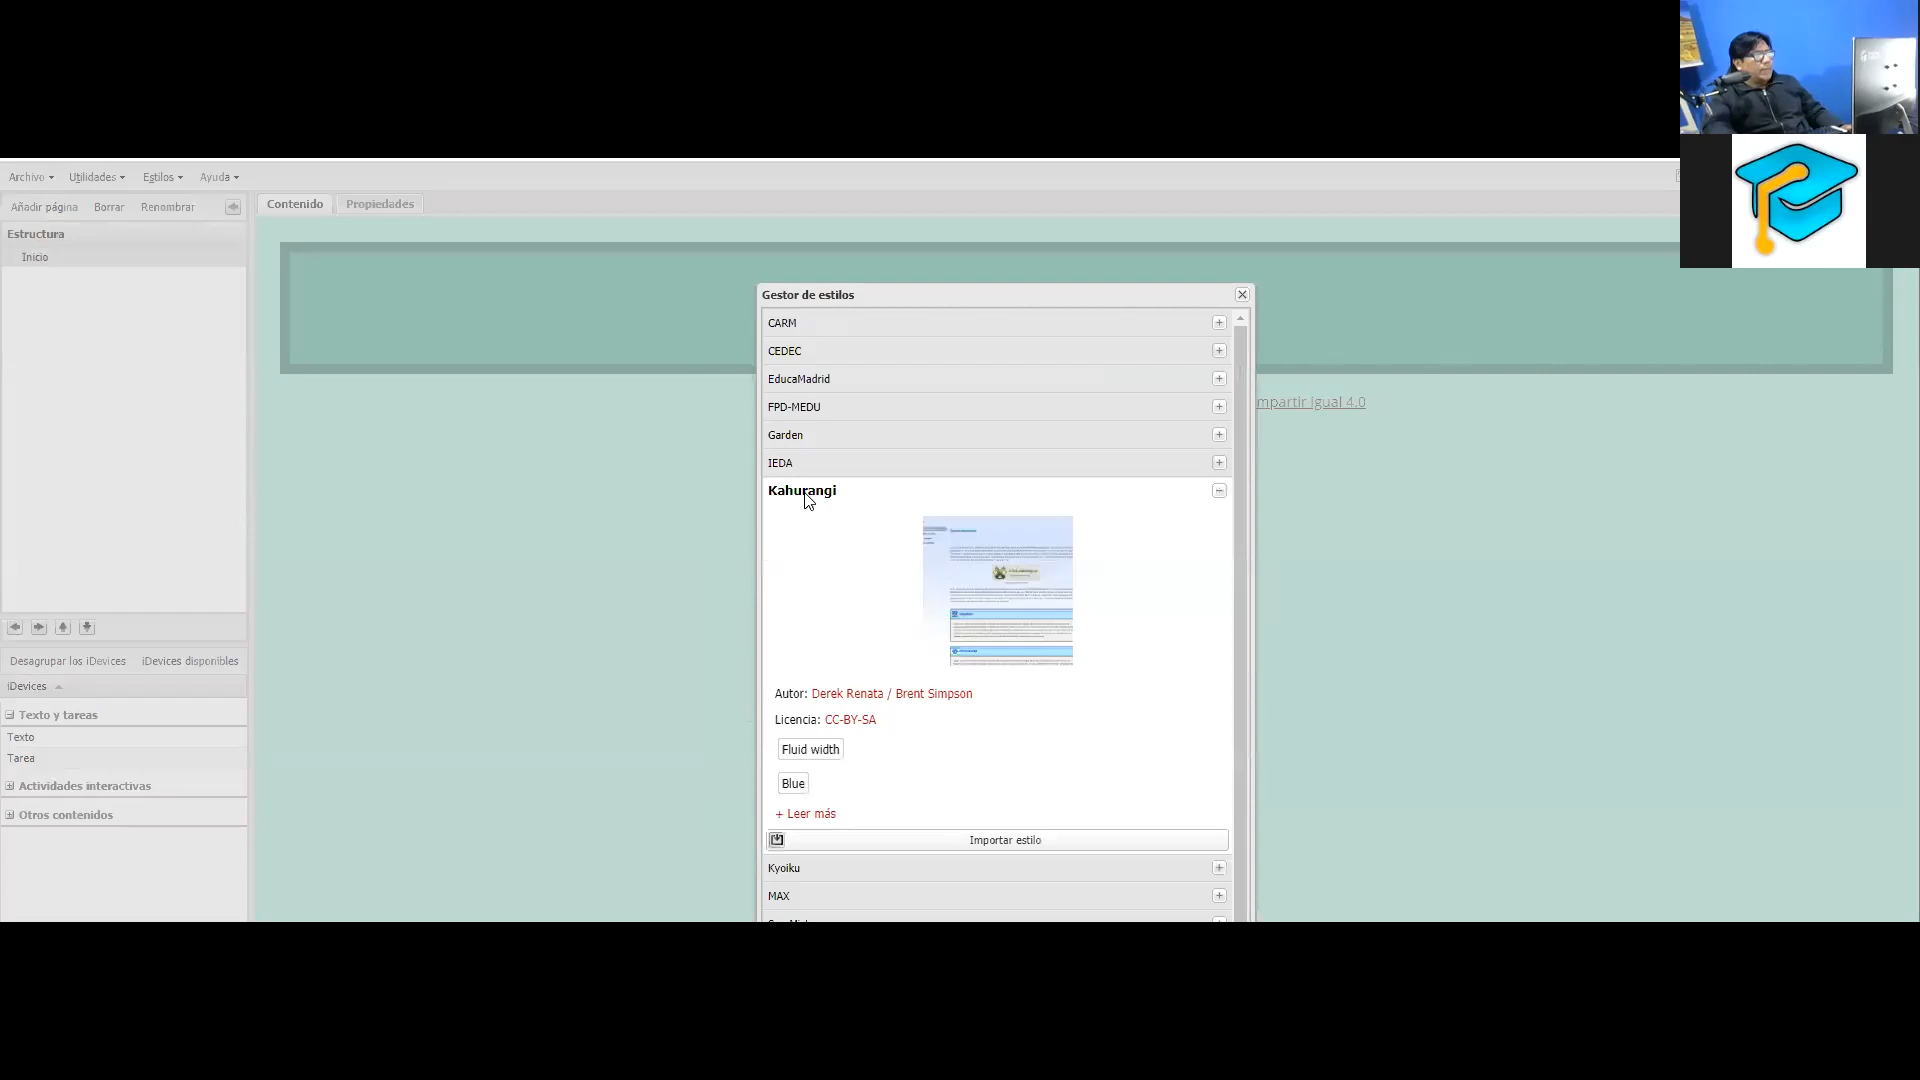 Archivo Utilidades Estilos Ayuda
Añadir página Borrar Renombrar
Contenido Propiedades
Estructura
Inicio
mpartir igual 4.0
Desagrupar los iDevices iDevices disponibles
iDevices
Texto y tareas
Texto
Tarea
Actividades interactivas
Otros contenidos
Gestor de estilos
CARM
CEDEC
EducaMadrid
FPD-MEDU
Garden
IEDA
Kahurangi
Autor: Derek Renata / Brent Simpson
Licencia: CC-BY-SA
Fluid width
Blue
+ Leer más
Importar estilo
Kyoiku
MAX